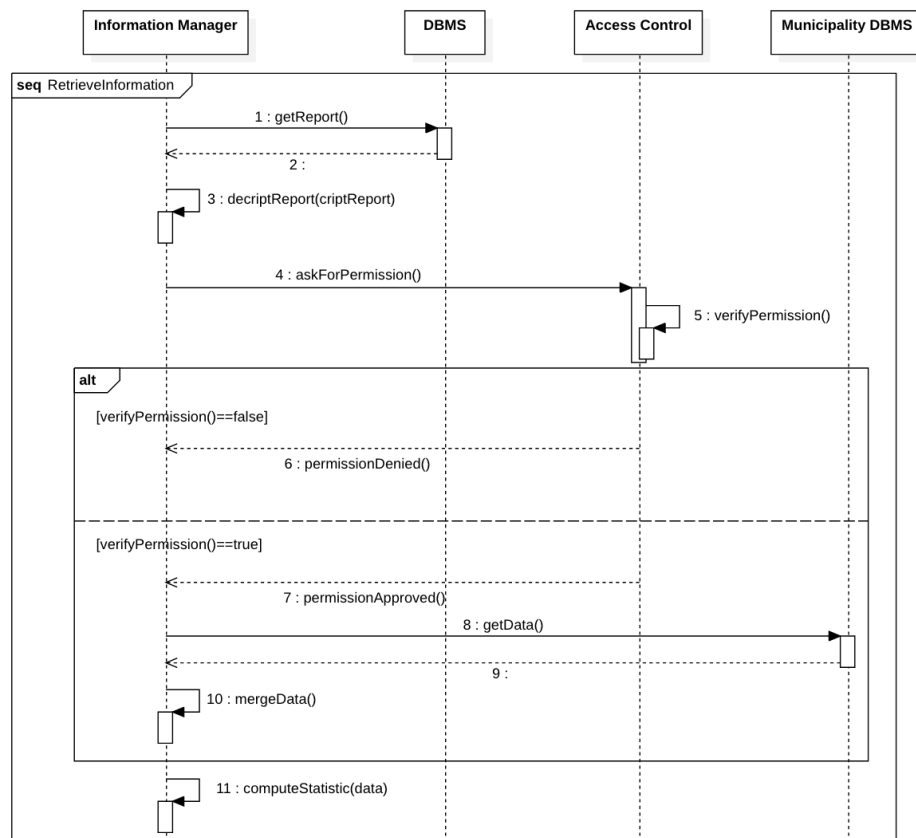 Information Manager
DBMS
Access Control
Municipality DBMS
seq RetrieveInformation
1 : getReport()
2 :
3 : decriptReport(criptReport)
4 : askForPermission()
5 : verifyPermission()
alt
[verifyPermission()==false]
6 : permissionDenied()
[verifyPermission()==true]
7 : permissionApproved()
8 : getData()
9 :
10 : mergeData()
11 : computeStatistic(data)